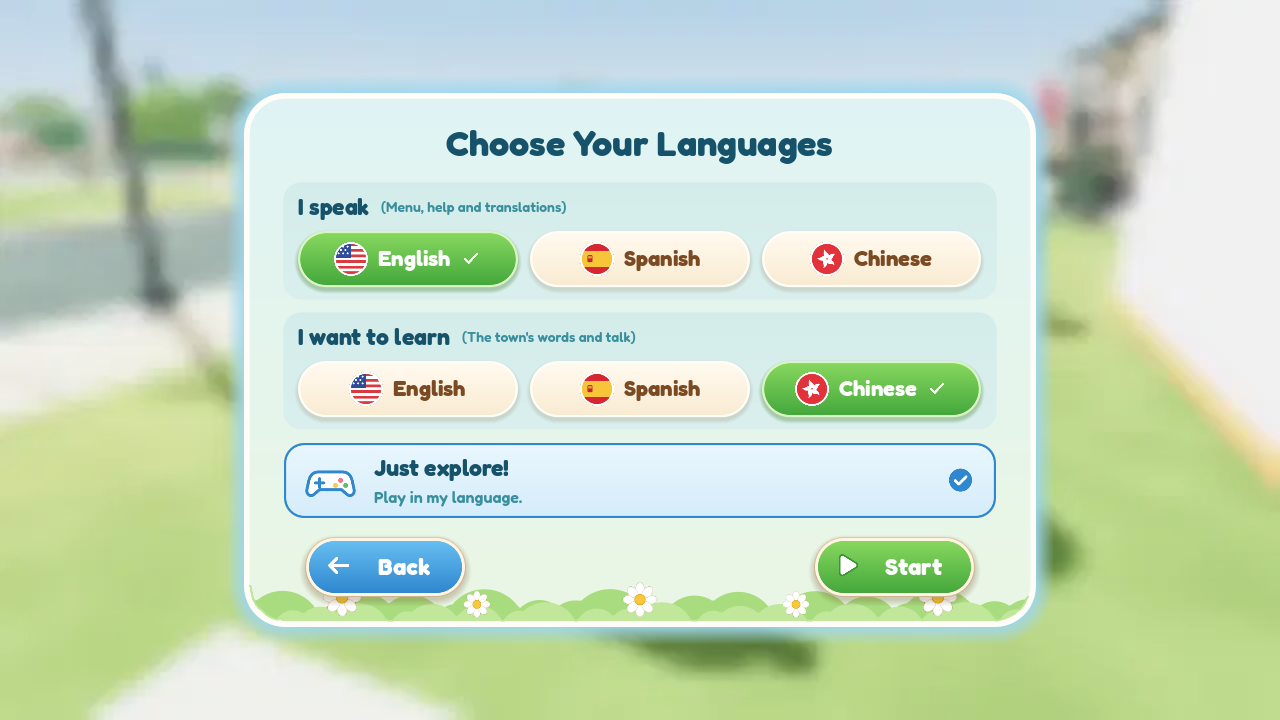 Choose Your Languages
I speak (Menu, help and translations)
English Spanish Chinese
I want to learn (The town's words and talk)
English Spanish Chinese
Just explore!
Play in my language.
Back Start